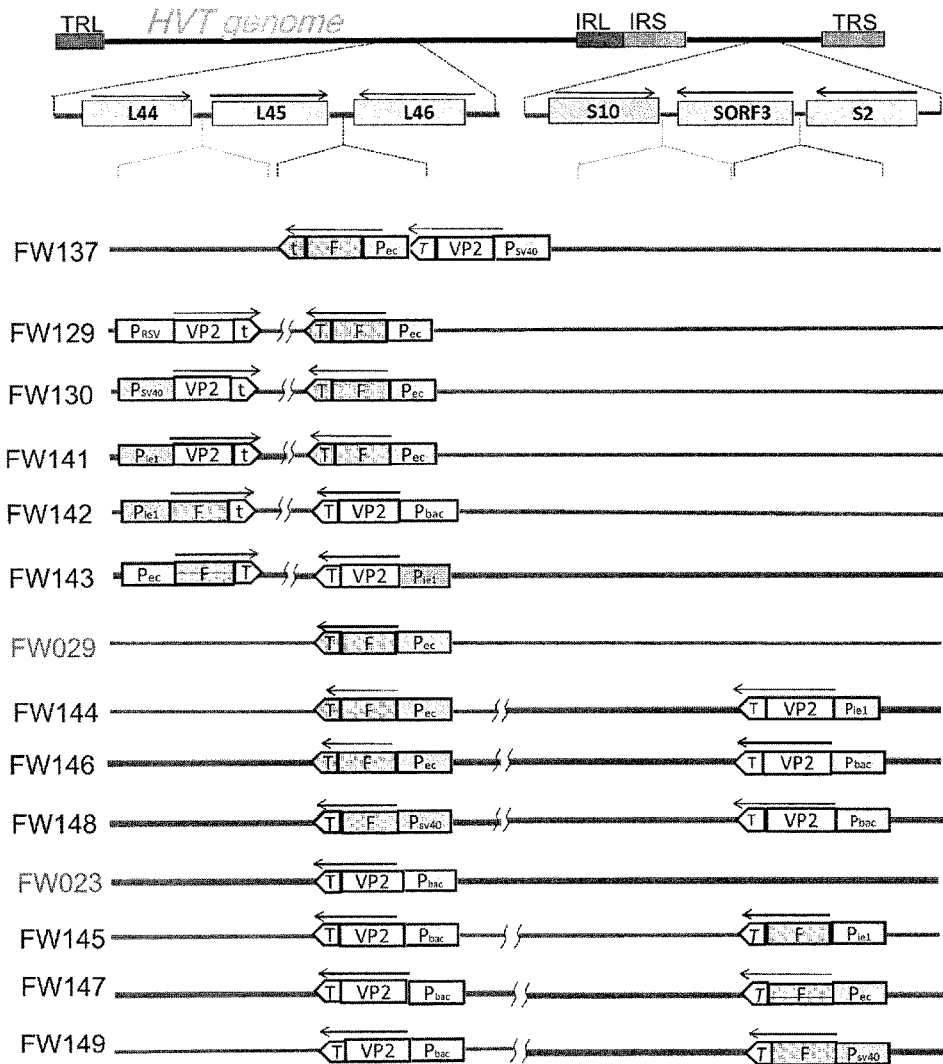 TRL HVT genome IRL IRS TRS
L44 L45 L46 S10 SORF3 S2
FW137 t F Pec T VP2 PSV40
FW129 PRSV VP2 t T F Pec
FW130 PSV40 VP2 t T F Pec
FW141 Pie1 VP2 t T F Pec
FW142 Pie1 F t T VP2 Pbac
FW143 Pec F T T VP2 Pie1
FW029 T F Pec
FW144 T F Pec T VP2 Pie1
FW146 T F Pec T VP2 Pbac
FW148 T F Psv40 T VP2 Pbac
FW023 T VP2 Pbac
FW145 T VP2 Pbac T F Pie1
FW147 T VP2 Pbac T F Pec
FW149 T VP2 Pbac T F Psv40